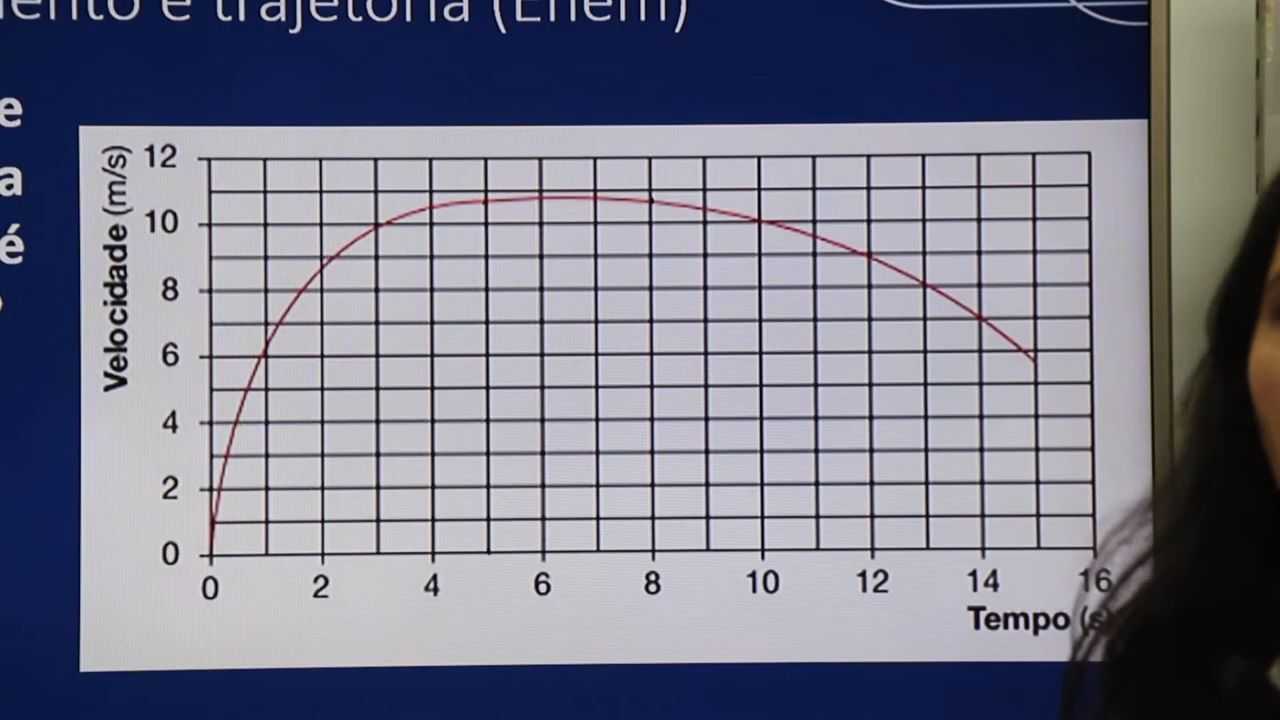 e trajetória (Enem)
e
a
é
Velocidade (m/s)
12
10
8
6
4
2
0
0 2 4 6 8 10 12 14 16
Tempo (s)